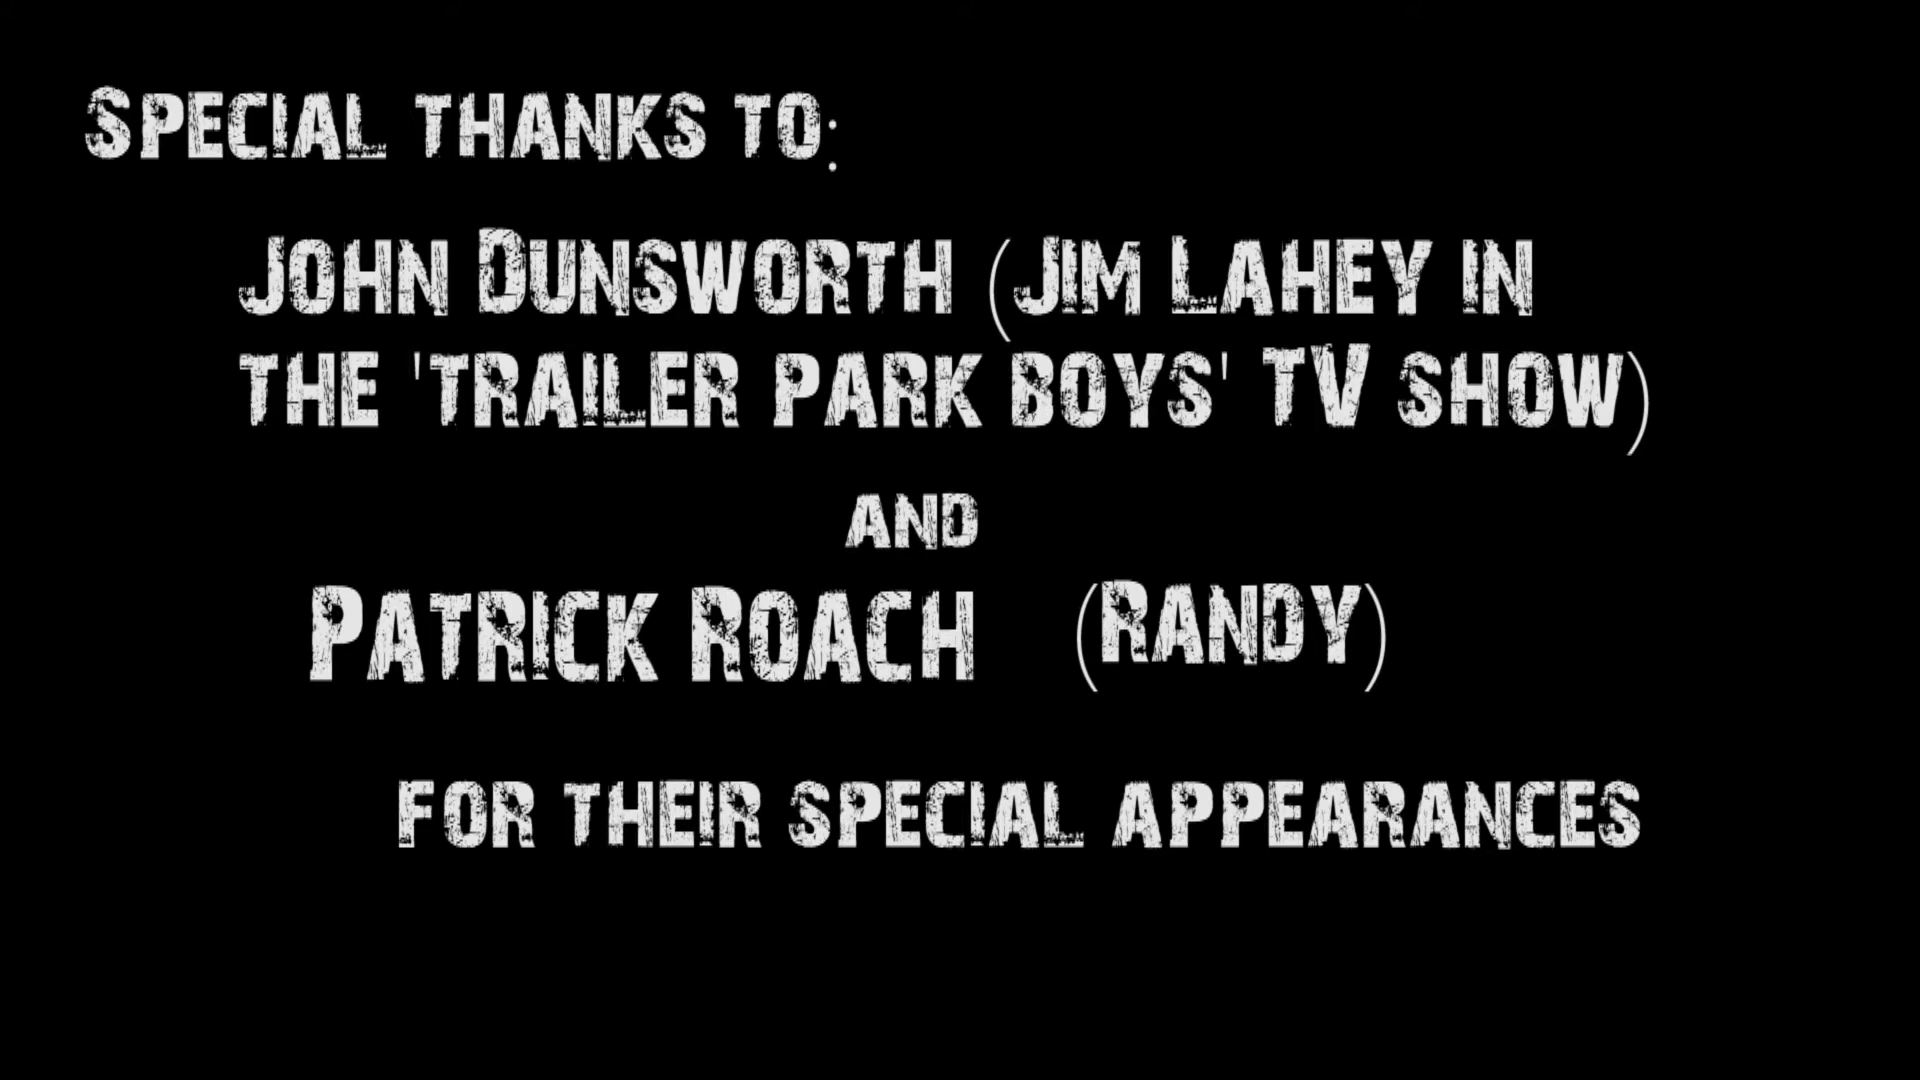 Special thanks to:
John Dunsworth (Jim Lahey in
the 'trailer park boys' TV show)
and
Patrick Roach (Randy)
for their special appearances